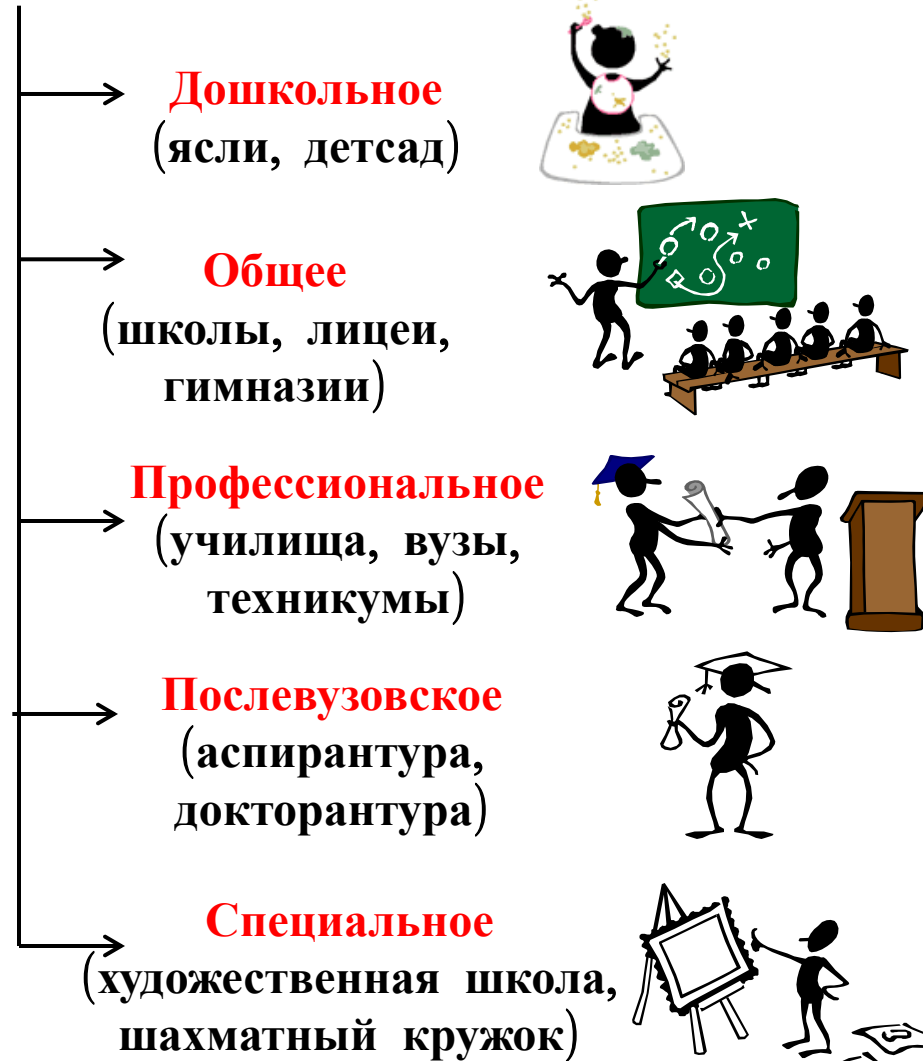 Дошкольное
(ясли, детсад)
Общее
(школы, лицеи,
гимназии)
Профессиональное
(училища, вузы,
техникумы)
Послевузовское
(аспирантура,
докторантура)
Специальное
(художественная школа,
шахматный кружок)